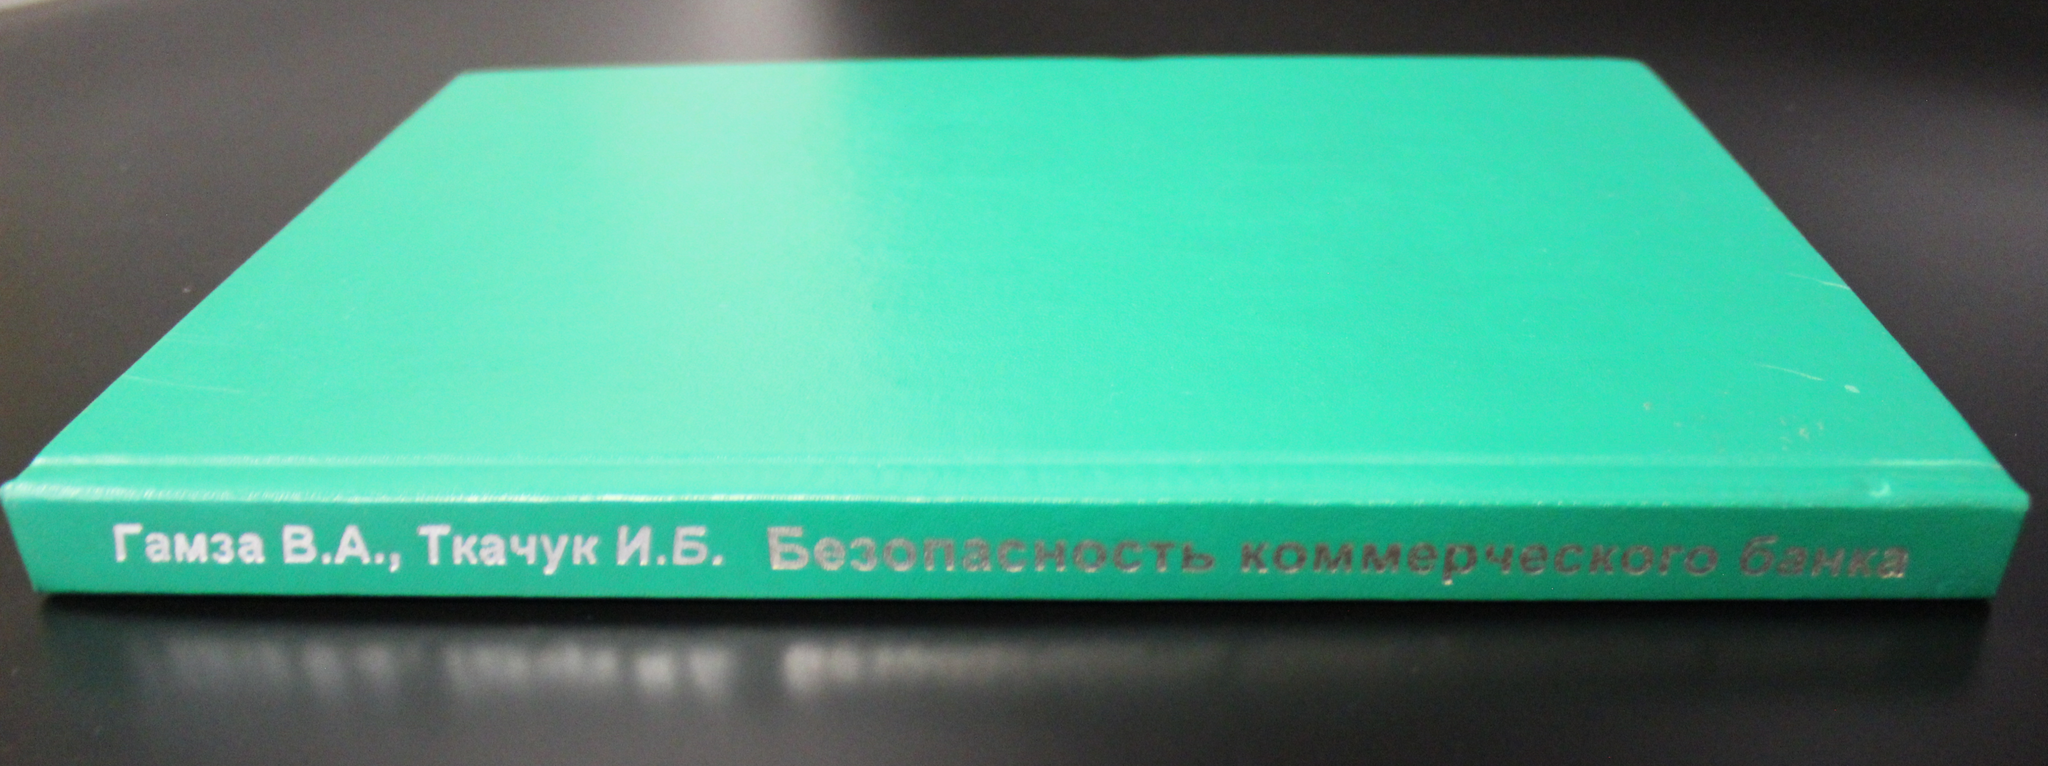 Гамза В.А., Ткачук И.Б. Безопасность коммерческого банка